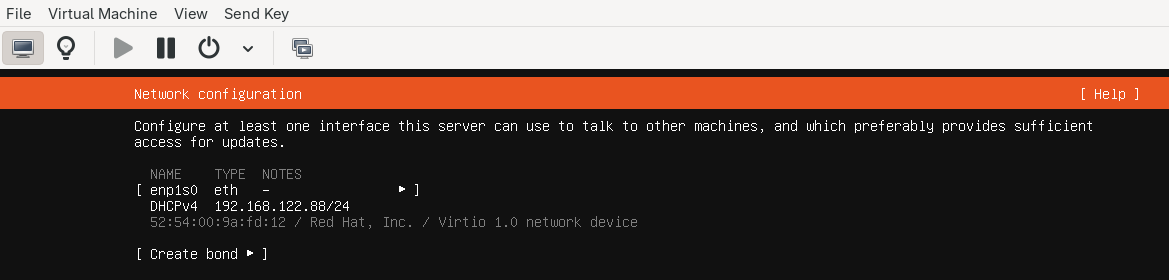 File Virtual Machine View Send Key
Network configuration [ Help ]
Configure at least one interface this server can use to talk to other machines, and which preferably provides sufficient
access for updates.
NAME TYPE NOTES
[ enp1s0 eth – ▸ ]
DHCPv4 192.168.122.88/24
52:54:00:9a:fd:12 / Red Hat, Inc. / Virtio 1.0 network device
[ Create bond ▸ ]